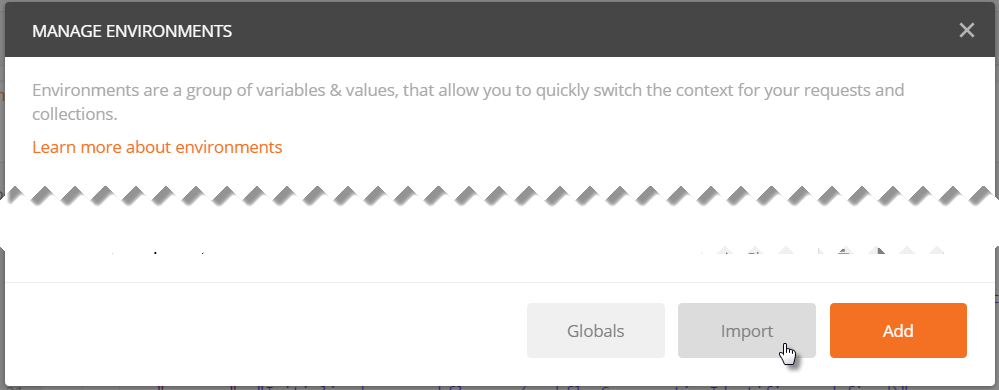 MANAGE ENVIRONMENTS
Environments are a group of variables & values, that allow you to quickly switch the context for your requests and
collections.
Learn more about environments
Globals
Import
Add